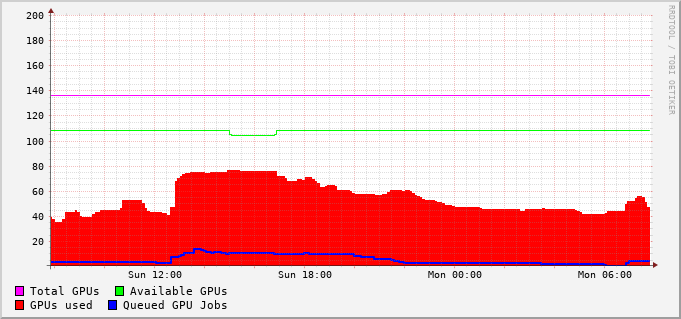 RRDTOOL / TOBI OETIKER
200
180
160
140
120
100
80
60
40
20
Sun 12:00 Sun 18:00 Mon 00:00 Mon 06:00
Total GPUs Available GPUs
GPUs used Queued GPU Jobs